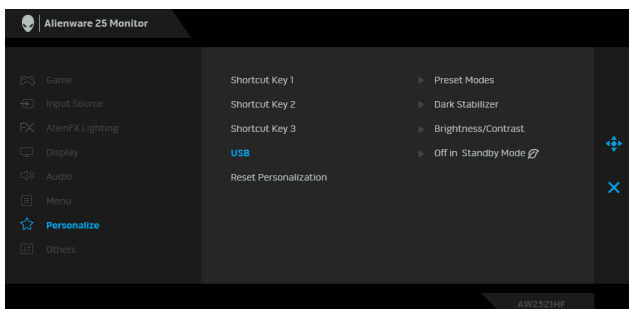 Alienware 25 Monitor
Game
Input Source
FX AlienFX Lighting
Display
Audio
Menu
Personalize
Others
Shortcut Key 1 Preset Modes
Shortcut Key 2 Dark Stabilizer
Shortcut Key 3 Brightness/Contrast
USB Off in Standby Mode
Reset Personalization
AW2521HF